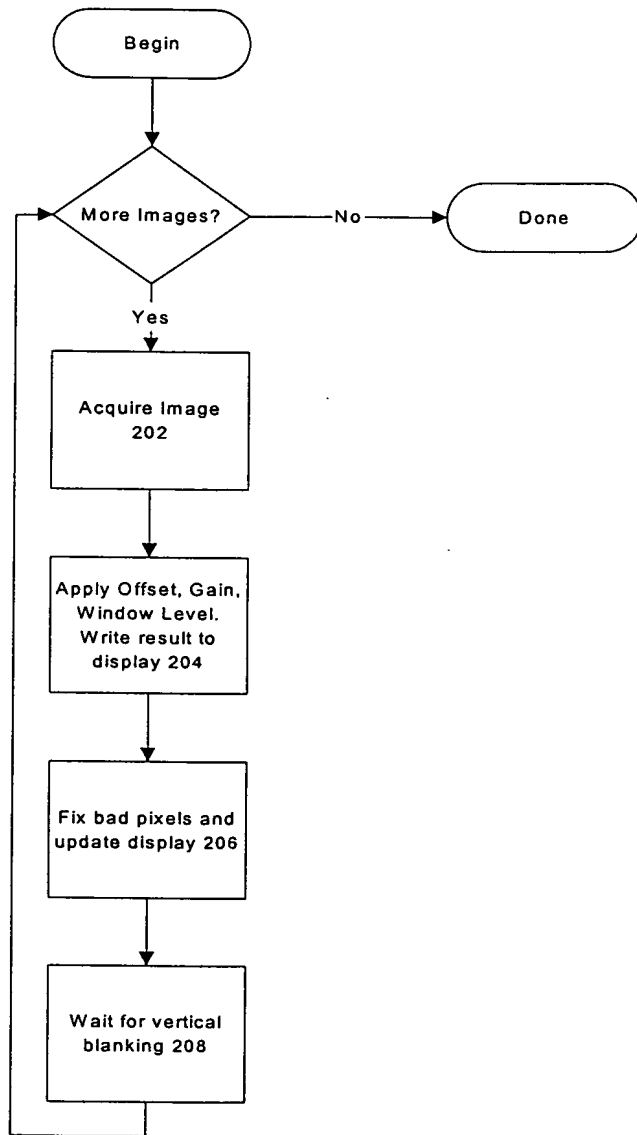 Begin
More Images?
No
Done
Yes
Acquire Image
202
Apply Offset, Gain,
Window Level.
Write result to
display 204
Fix bad pixels and
update display 206
Wait for vertical
blanking 208